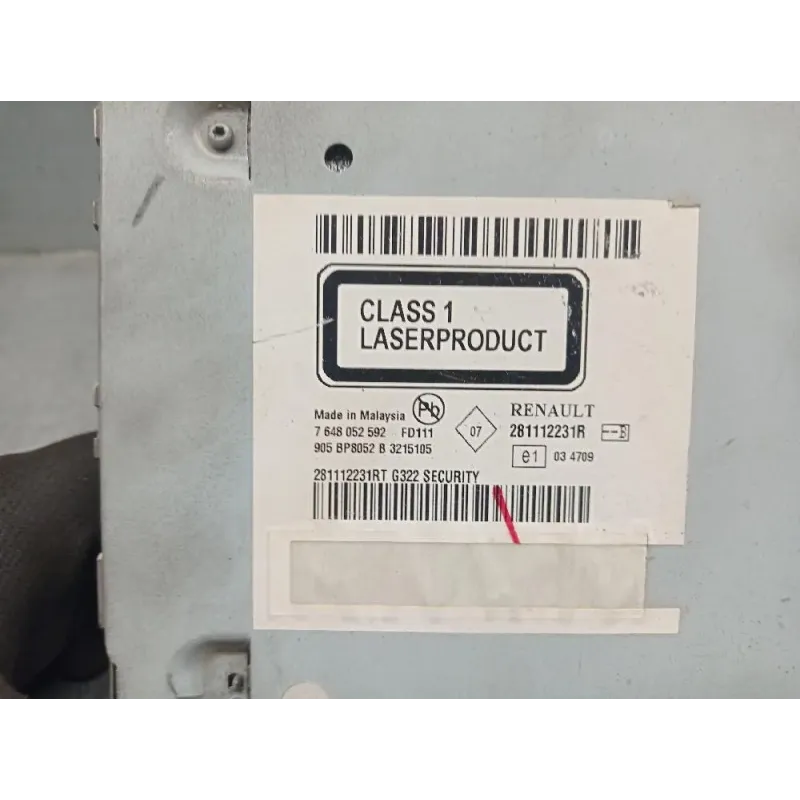 CLASS 1
LASERPRODUCT
Made in Malaysia Pb
7 648 052 592 FD111
905 BP8052 B 3215105
07
RENAULT
281112231R --B
e1 03 4709
281112231RT G322 SECURITY